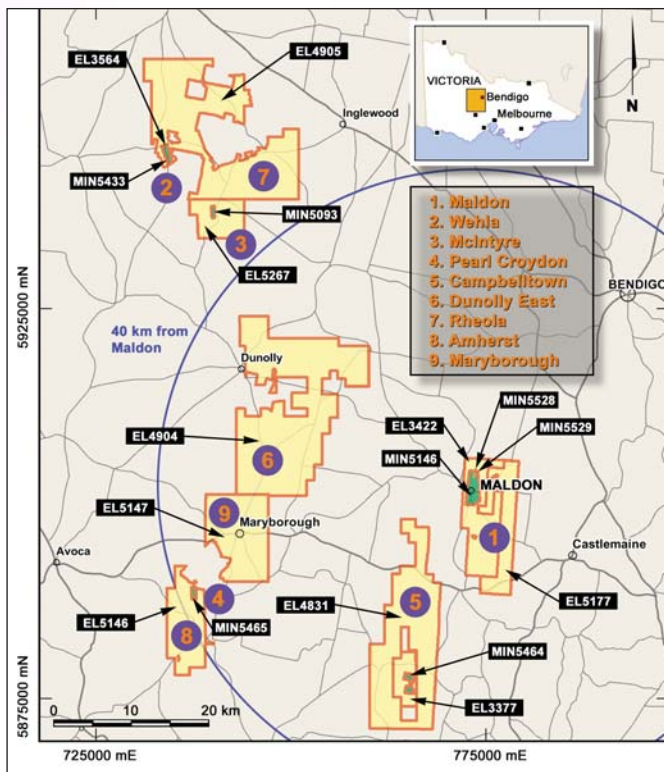 EL3564
EL4905
VICTORIA
Bendigo
Melbourne
N
Inglewood
MIN5433
2
7
MIN5093
3
EL5267
1. Maldon
2. Wehla
3. McIntyre
4. Pearl Croydon
5. Campbelltown
6. Dunolly East
7. Rheola
8. Amherst
9. Maryborough
BENDIGO
5925000 mN
40 km from
Maldon
Dunolly
MIN5528
EL3422
MIN5529
EL4904
MIN5146
MALDON
6
EL5147
9
Maryborough
1
Avoca
Castlemaine
4
5
EL4831
EL5177
EL5146
MIN5465
8
MIN5464
EL3377
5875000 mN
0 10 20 km
725000 mE
775000 mE